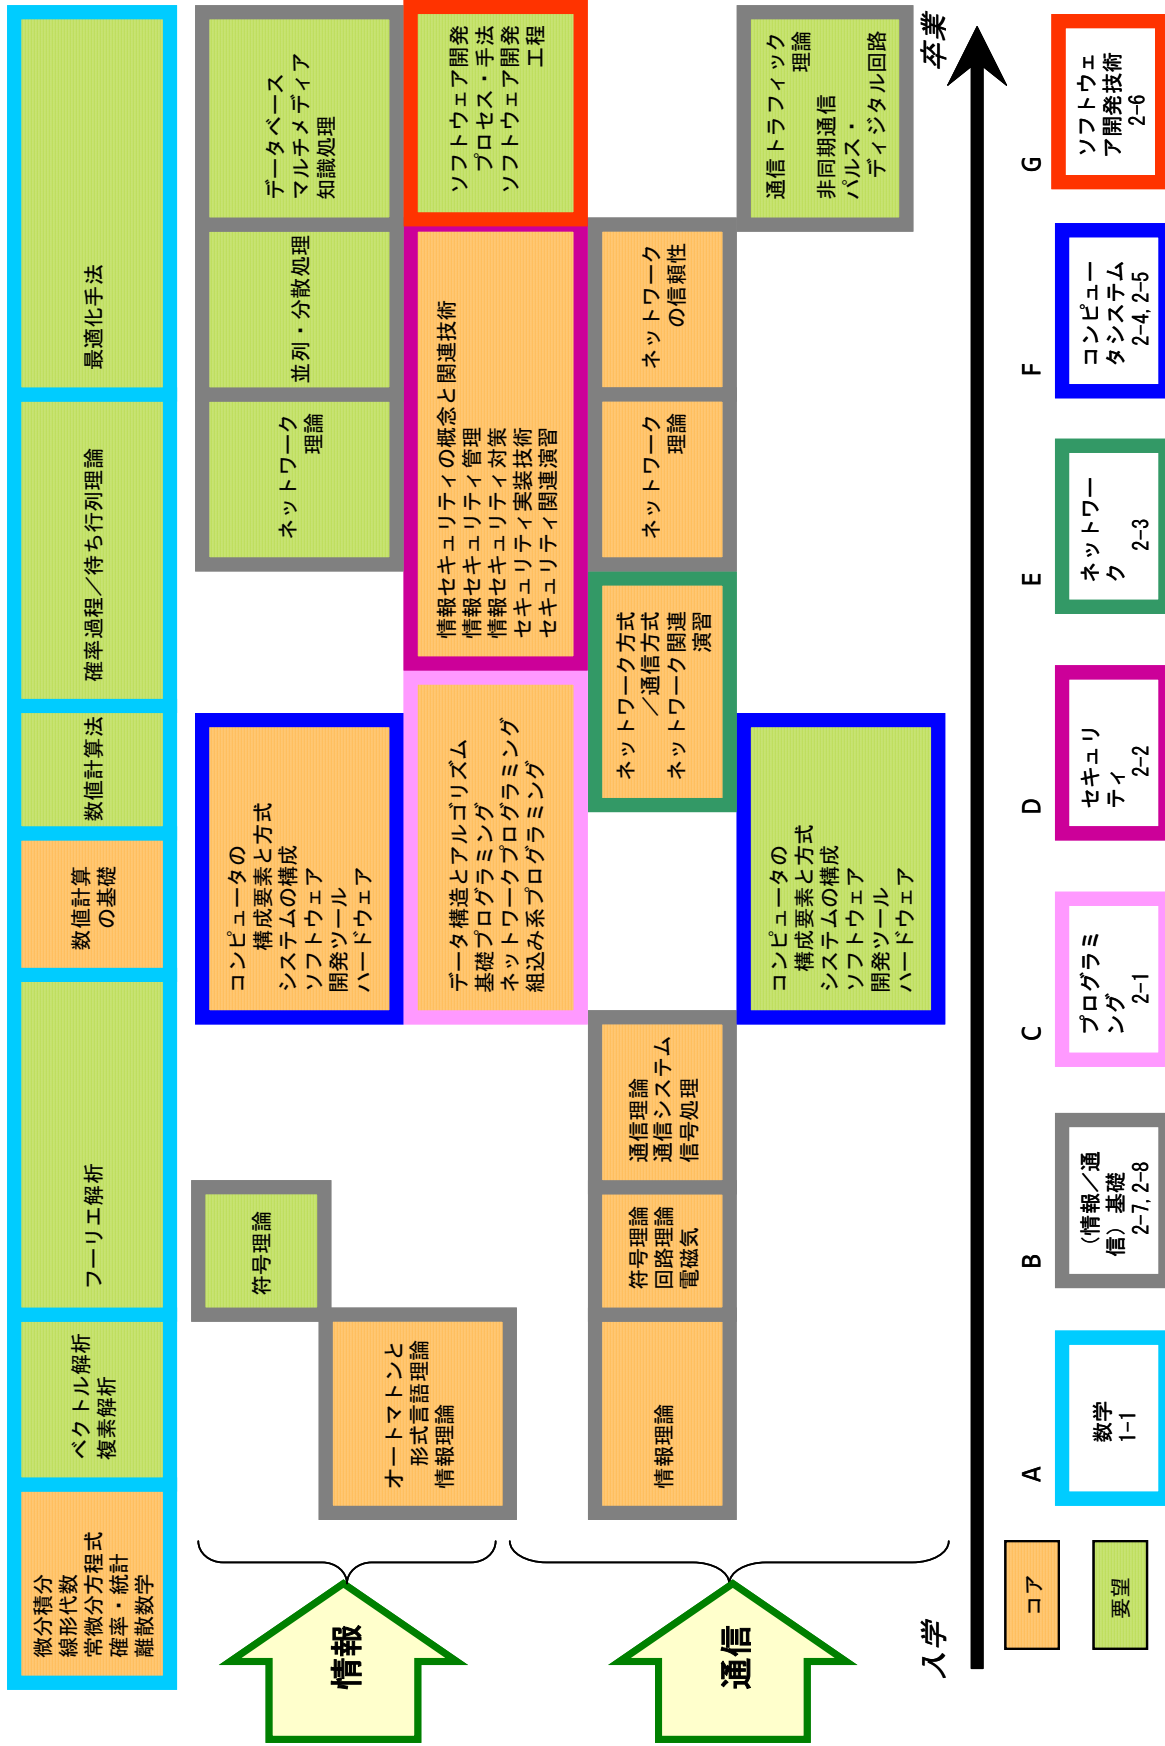 微分積分
線形代数
常微分方程式
確率・統計
離散数学
ベクトル解析
複素解析
フーリエ解析
数値計算
の基礎
数値計算法
確率過程／待ち行列理論
最適化手法
情報
符号理論
オートマトンと
形式言語理論
情報理論
コンピュータの
構成要素と方式
システムの構成
ソフトウェア
開発ツール
ハードウェア
ネットワーク
理論
並列・分散処理
データベース
マルチメディア
知識処理
データ構造とアルゴリズム
基礎プログラミング
ネットワークプログラミング
組込み系プログラミング
情報セキュリティの概念と関連技術
情報セキュリティ管理
情報セキュリティ対策
セキュリティ実装技術
セキュリティ関連演習
ソフトウェア開発
プロセス・手法
ソフトウェア開発
工程
通信
情報理論
符号理論
回路理論
電磁気
通信理論
通信システム
信号処理
ネットワーク方式
／通信方式
ネットワーク関連
演習
ネットワーク
理論
ネットワーク
の信頼性
コンピュータの
構成要素と方式
システムの構成
ソフトウェア
開発ツール
ハードウェア
通信トラフィック
理論
非同期通信
パルス・
ディジタル回路
入学
卒業
コア
要望
A
数学
1-1
B
（情報／通
信）基礎
2-7, 2-8
C
プログラミ
ング
2-1
D
セキュリ
ティ
2-2
E
ネットワー
ク
2-3
F
コンピュー
タシステム
2-4, 2-5
G
ソフトウェ
ア開発技術
2-6